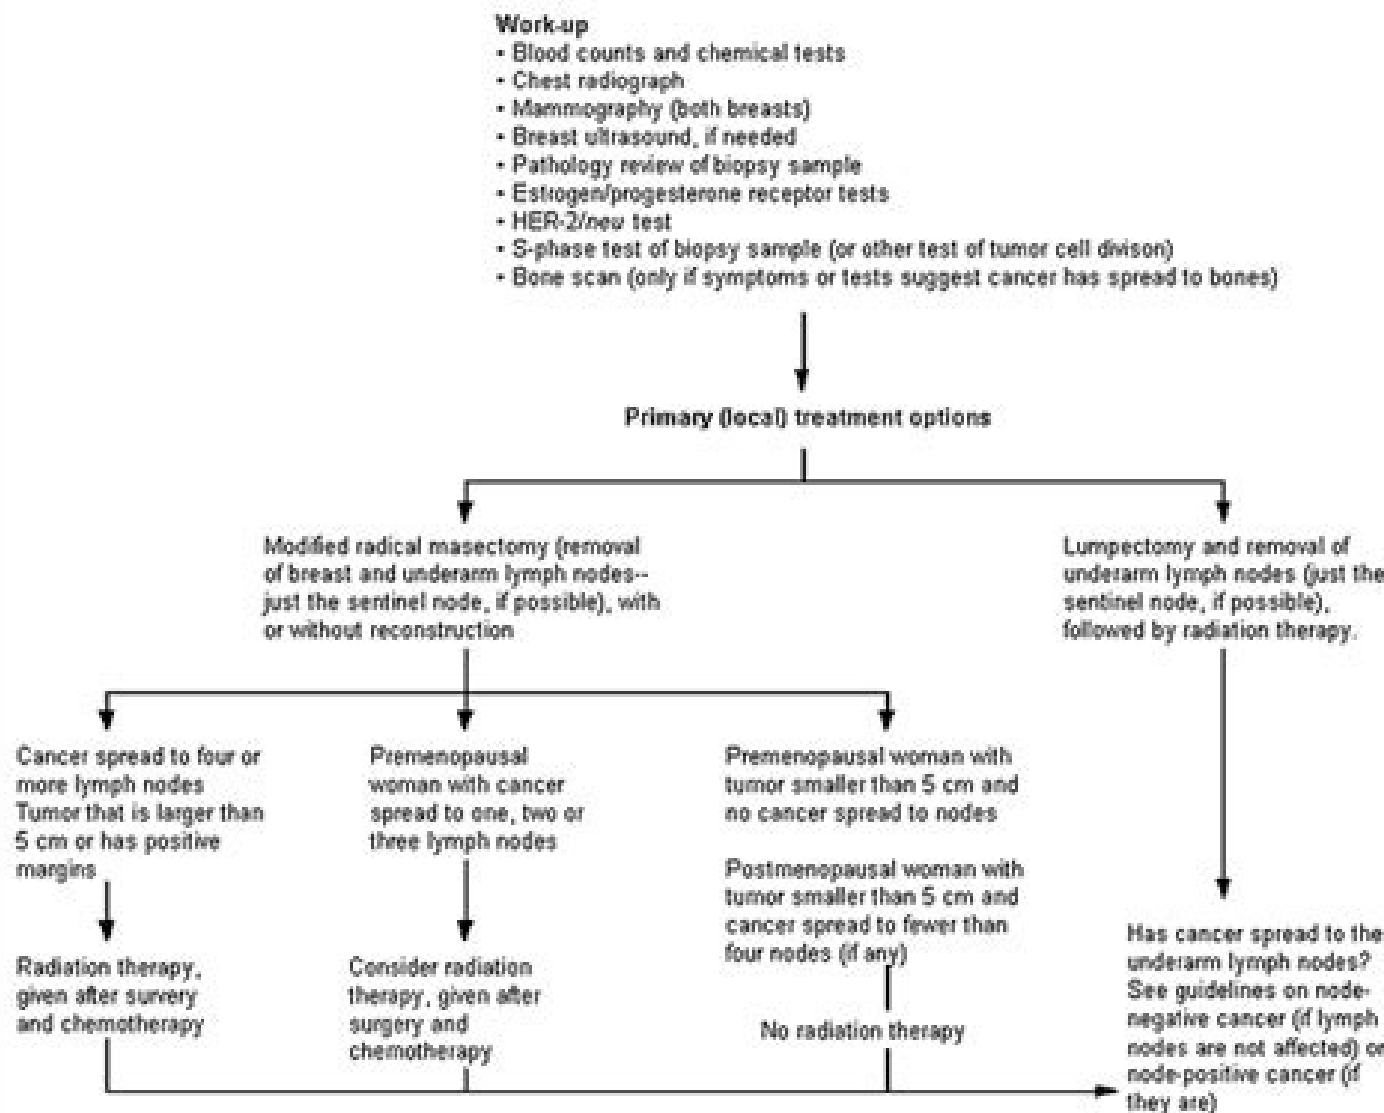 Work-up
• Blood counts and chemical tests
• Chest radiograph
• Mammography (both breasts)
• Breast ultrasound, if needed
• Pathology review of biopsy sample
• Estrogen/progesterone receptor tests
• HER-2/neu test
• S-phase test of biopsy sample (or other test of tumor cell divison)
• Bone scan (only if symptoms or tests suggest cancer has spread to bones)
Primary (local) treatment options
Modified radical masectomy (removal
of breast and underarm lymph nodes--
just the sentinel node, if possible), with
or without reconstruction
Lumpectomy and removal of
underarm lymph nodes (just the
sentinel node, if possible),
followed by radiation therapy.
Cancer spread to four or
more lymph nodes
Tumor that is larger than
5 cm or has positive
margins
Premenopausal
woman with cancer
spread to one, two or
three lymph nodes
Premenopausal woman with
tumor smaller than 5 cm and
no cancer spread to nodes
Postmenopausal woman with
tumor smaller than 5 cm and
cancer spread to fewer than
four nodes (if any)
Radiation therapy,
given after survery
and chemotherapy
Consider radiation
therapy, given after
surgery and
chemotherapy
No radiation therapy
Has cancer spread to the
underarm lymph nodes?
See guidelines on node-
negative cancer (if lymph
nodes are not affected) or
node-positive cancer (if
they are)